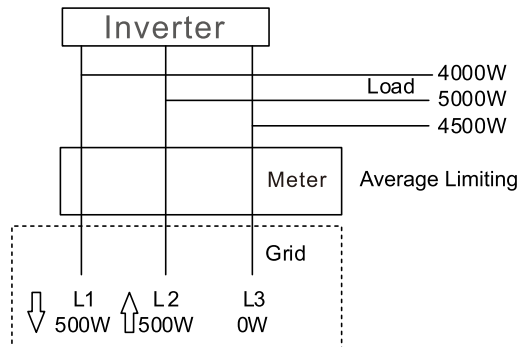 Inverter
4000W
Load
5000W
4500W
Meter
Average Limiting
Grid
L1 L2 L3
500W 500W 0W